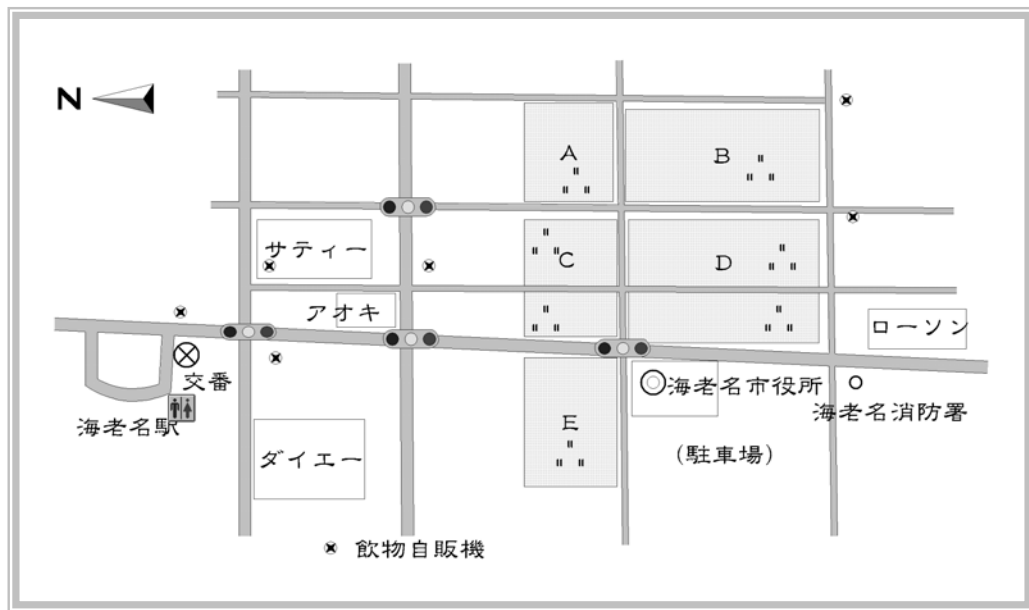 N
A
B
サティー
C
D
アオキ
ローソン
交番
海老名市役所
海老名駅
海老名消防署
E
ダイエー
(駐車場)
飲物自販機